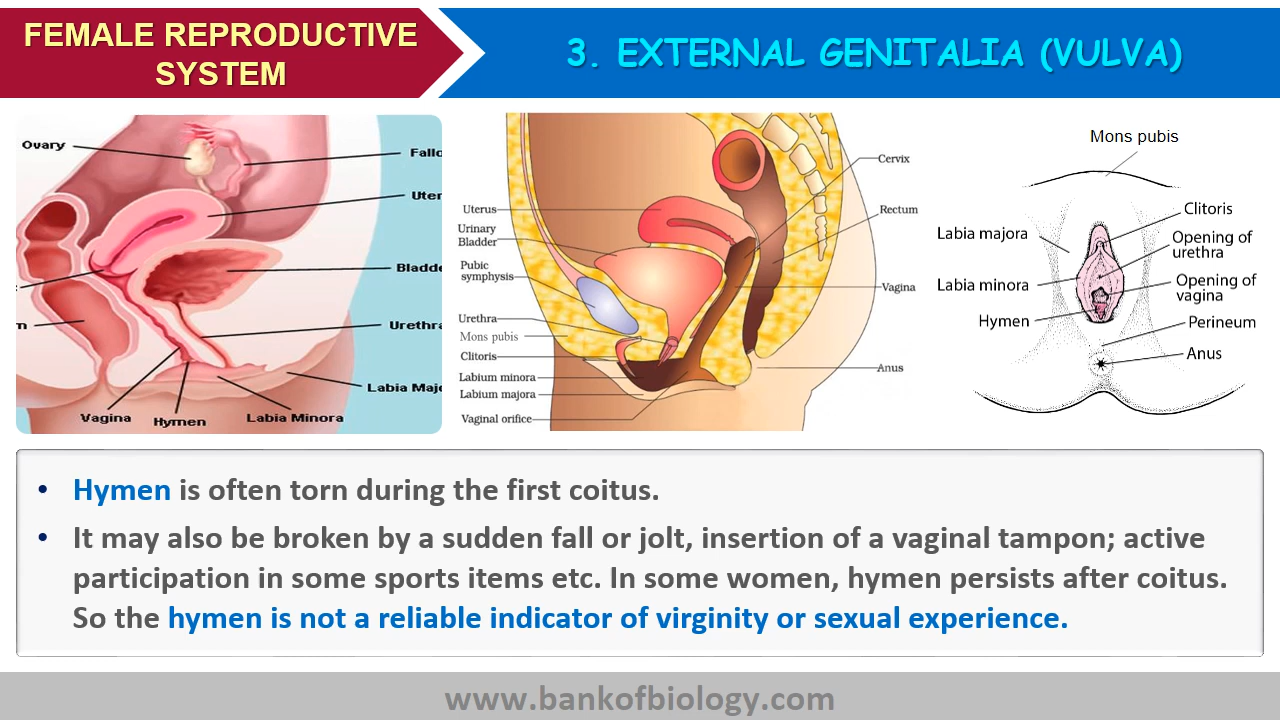 FEMALE REPRODUCTIVE
SYSTEM
3. EXTERNAL GENITALIA (VULVA)
Ovary
Fallo
Uter
Bladde
Urethra
Labia Majo
Vagina
Hymen
Labia Minora
m
Cervix
Uterus
Rectum
Urinary
Bladder
Pubic
symphysis
Vagina
Urethra
Mons pubis
Clitoris
Anus
Labium minora
Labium majora
Vaginal orifice
Mons pubis
Clitoris
Labia majora
Opening of
urethra
Labia minora
Opening of
vagina
Hymen
Perineum
Anus
• Hymen is often torn during the first coitus.
• It may also be broken by a sudden fall or jolt, insertion of a vaginal tampon; active
participation in some sports items etc. In some women, hymen persists after coitus.
So the hymen is not a reliable indicator of virginity or sexual experience.
www.bankofbiology.com